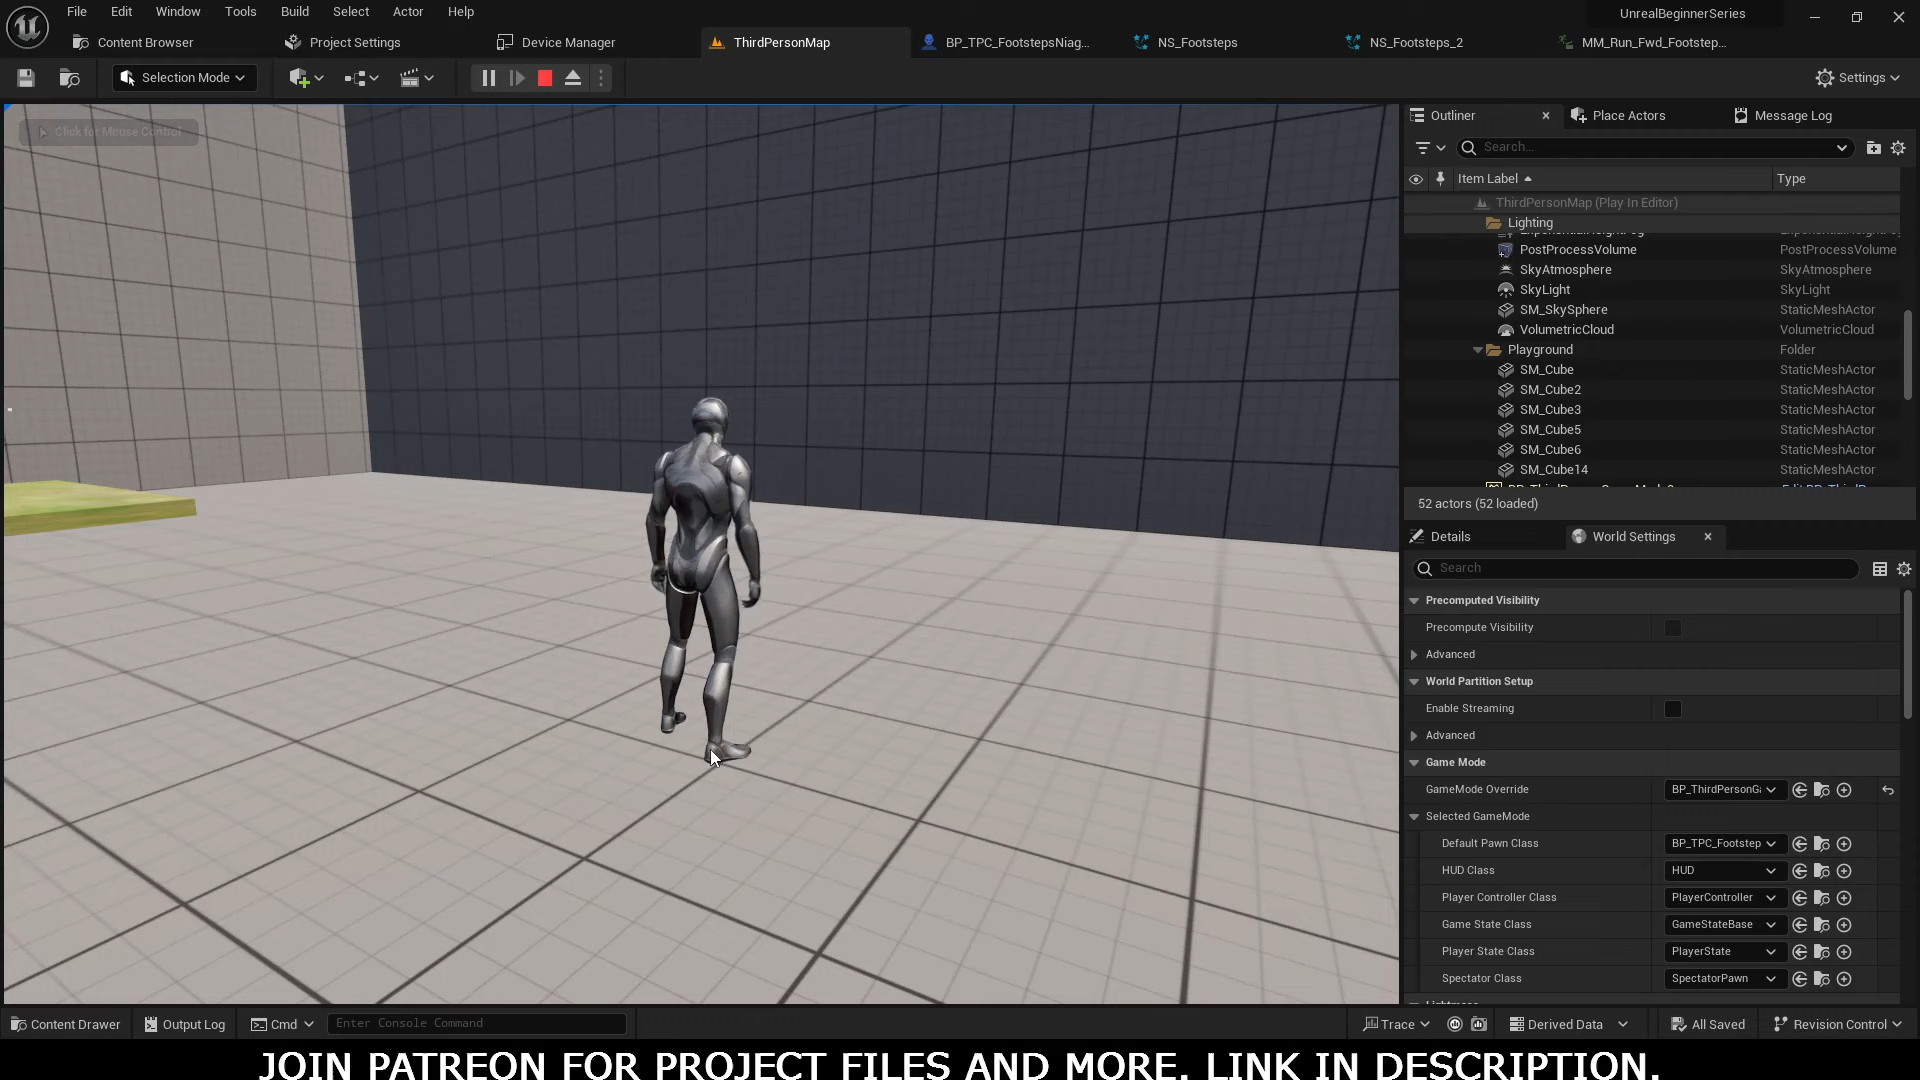 File Edit Window Tools Build Select Actor Help
UnrealBeginnerSeries
Content Browser
Project Settings
Device Manager
ThirdPersonMap
BP_TPC_FootstepsNiag...
NS_Footsteps
NS_Footsteps_2
MM_Run_Fwd_Footstep...
Selection Mode
Settings
Click for Mouse Control
Outliner
Place Actors
Message Log
Search...
Item Label
Type
ThirdPersonMap (Play In Editor)
Lighting
PostProcessVolume PostProcessVolume
SkyAtmosphere SkyAtmosphere
SkyLight SkyLight
SM_SkySphere StaticMeshActor
VolumetricCloud VolumetricCloud
Playground Folder
SM_Cube StaticMeshActor
SM_Cube2 StaticMeshActor
SM_Cube3 StaticMeshActor
SM_Cube5 StaticMeshActor
SM_Cube6 StaticMeshActor
SM_Cube14 StaticMeshActor
52 actors (52 loaded)
Details
World Settings
Search
Precomputed Visibility
Precompute Visibility
Advanced
World Partition Setup
Enable Streaming
Advanced
Game Mode
GameMode Override BP_ThirdPersonGa
Selected GameMode
Default Pawn Class BP_TPC_Footstep
HUD Class HUD
Player Controller Class PlayerController
Game State Class GameStateBase
Player State Class PlayerState
Spectator Class SpectatorPawn
Content Drawer
Output Log
Cmd
Enter Console Command
Trace
Derived Data
All Saved
Revision Control
JOIN PATREON FOR PROJECT FILES AND MORE. LINK IN DESCRIPTION.